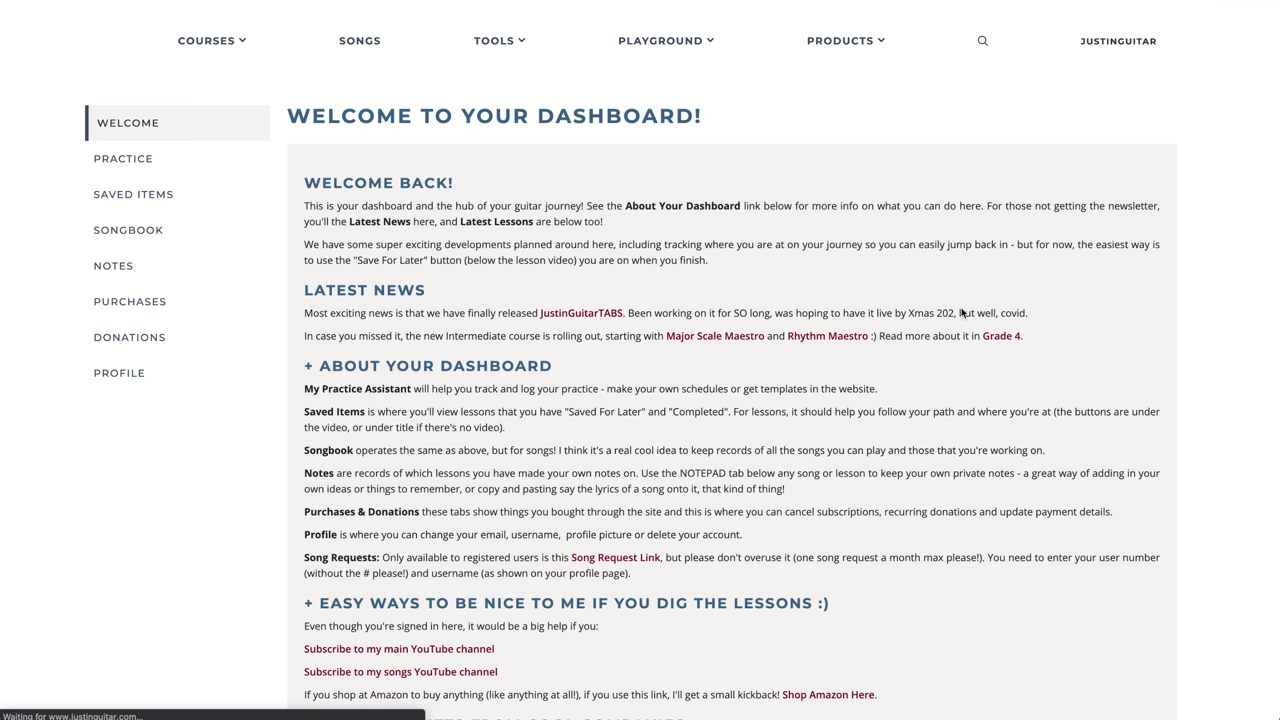 COURSES SONGS TOOLS PLAYGROUND PRODUCTS JUSTINGUITAR
WELCOME
PRACTICE
SAVED ITEMS
SONGBOOK
NOTES
PURCHASES
DONATIONS
PROFILE
WELCOME TO YOUR DASHBOARD!
WELCOME BACK!
This is your dashboard and the hub of your guitar journey! See the About Your Dashboard link below for more info on what you can do here. For those not getting the newsletter,
you'll the Latest News here, and Latest Lessons are below too!
We have some super exciting developments planned around here, including tracking where you are at on your journey so you can easily jump back in - but for now, the easiest way is
to use the "Save For Later" button (below the lesson video) you are on when you finish.
LATEST NEWS
Most exciting news is that we have finally released JustinGuitarTABS. Been working on it for SO long, was hoping to have it live by Xmas 202, but well, covid.
In case you missed it, the new Intermediate course is rolling out, starting with Major Scale Maestro and Rhythm Maestro :) Read more about it in Grade 4.
+ ABOUT YOUR DASHBOARD
My Practice Assistant will help you track and log your practice - make your own schedules or get templates in the website.
Saved Items is where you'll view lessons that you have "Saved For Later" and "Completed". For lessons, it should help you follow your path and where you're at (the buttons are under
the video, or under title if there's no video).
Songbook operates the same as above, but for songs! I think it's a real cool idea to keep records of all the songs you can play and those that you're working on.
Notes are records of which lessons you have made your own notes on. Use the NOTEPAD tab below any song or lesson to keep your own private notes - a great way of adding in your
own ideas or things to remember, or copy and pasting say the lyrics of a song onto it, that kind of thing!
Purchases & Donations these tabs show things you bought through the site and this is where you can cancel subscriptions, recurring donations and update payment details.
Profile is where you can change your email, username, profile picture or delete your account.
Song Requests: Only available to registered users is this Song Request Link, but please don't overuse it (one song request a month max please!). You need to enter your user number
(without the # please!) and username (as shown on your profile page).
+ EASY WAYS TO BE NICE TO ME IF YOU DIG THE LESSONS :)
Even though you're signed in here, it would be a big help if you:
Subscribe to my main YouTube channel
Subscribe to my songs YouTube channel
If you shop at Amazon to buy anything (like anything at all!), if you use this link, I'll get a small kickback! Shop Amazon Here.
Waiting for www.justinguitar.com...